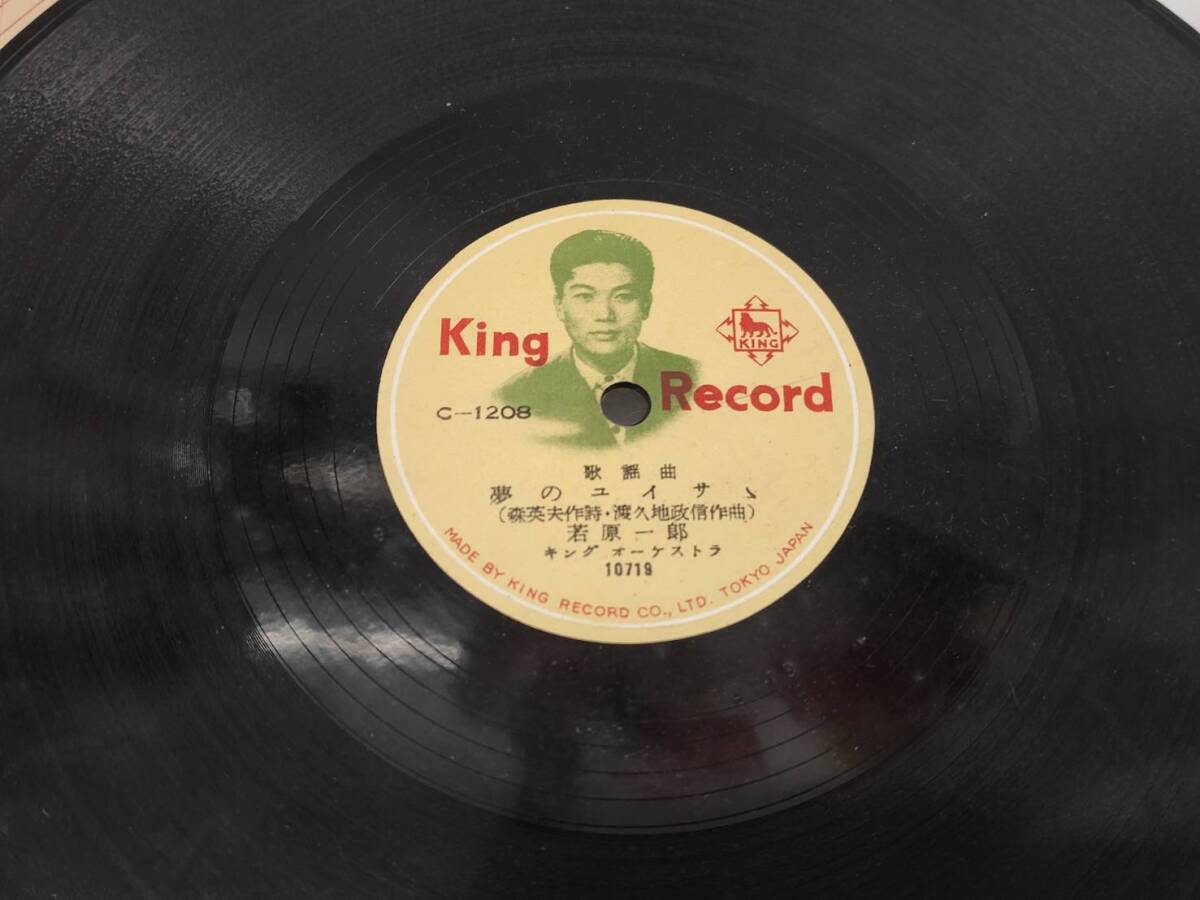 King
KING
Record
C-1208
歌謡曲
夢のユイサヽ
(森英夫作詩・渡久地政信作曲)
若原一郎
キング オーケストラ
10719
MADE BY KING RECORD CO., LTD. TOKYO JAPAN